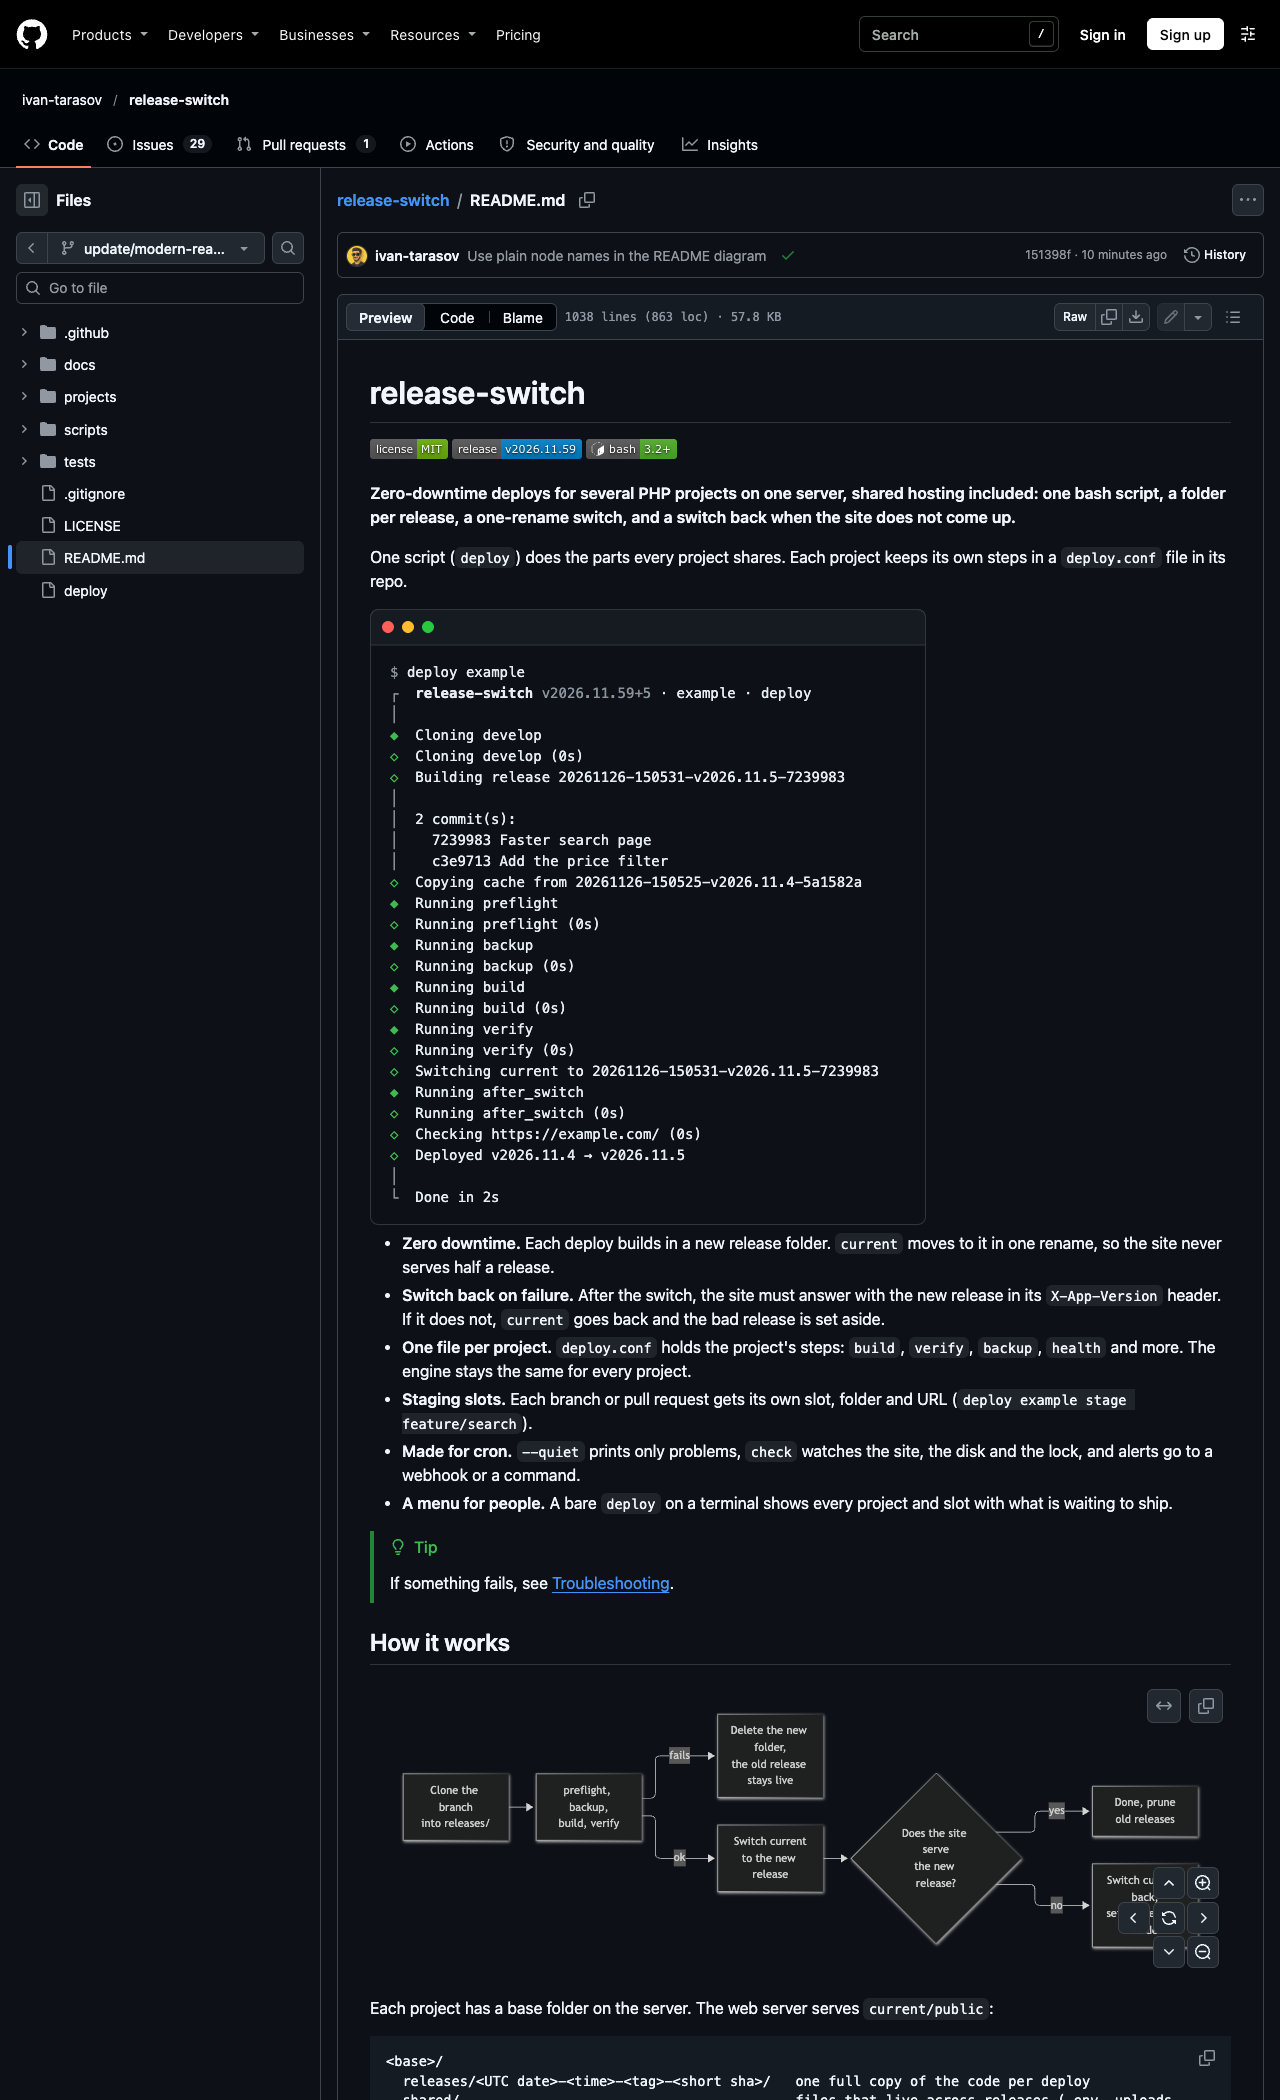 Products Developers Businesses Resources Pricing Search / Sign in Sign up
ivan-tarasov / release-switch
Code Issues 29 Pull requests 1 Actions Security and quality Insights
Files
update/modern-rea...
Go to file
.github
docs
projects
scripts
tests
.gitignore
LICENSE
README.md
deploy
release-switch / README.md
ivan-tarasov Use plain node names in the README diagram 151398f · 10 minutes ago History
Preview Code Blame 1038 lines (863 loc) · 57.8 KB Raw
release-switch
license MIT release v2026.11.59 bash 3.2+
Zero-downtime deploys for several PHP projects on one server, shared hosting included: one bash script, a folder
per release, a one-rename switch, and a switch back when the site does not come up.
One script ( deploy ) does the parts every project shares. Each project keeps its own steps in a deploy.conf file in its
repo.
$ deploy example
release-switch v2026.11.59+5 · example · deploy
◆ Cloning develop
◇ Cloning develop (0s)
◇ Building release 20261126-150531-v2026.11.5-7239983
2 commit(s):
7239983 Faster search page
c3e9713 Add the price filter
◇ Copying cache from 20261126-150525-v2026.11.4-5a1582a
◆ Running preflight
◇ Running preflight (0s)
◆ Running backup
◇ Running backup (0s)
◆ Running build
◇ Running build (0s)
◆ Running verify
◇ Running verify (0s)
◇ Switching current to 20261126-150531-v2026.11.5-7239983
◆ Running after_switch
◇ Running after_switch (0s)
◇ Checking https://example.com/ (0s)
◇ Deployed v2026.11.4 → v2026.11.5
Done in 2s
• Zero downtime. Each deploy builds in a new release folder. current moves to it in one rename, so the site never
serves half a release.
• Switch back on failure. After the switch, the site must answer with the new release in its X-App-Version header.
If it does not, current goes back and the bad release is set aside.
• One file per project. deploy.conf holds the project's steps: build , verify , backup , health and more. The
engine stays the same for every project.
• Staging slots. Each branch or pull request gets its own slot, folder and URL ( deploy example stage
feature/search ).
• Made for cron. --quiet prints only problems, check watches the site, the disk and the lock, and alerts go to a
webhook or a command.
• A menu for people. A bare deploy on a terminal shows every project and slot with what is waiting to ship.
Tip
If something fails, see Troubleshooting.
How it works
Clone the
branch
into releases/
preflight,
backup,
build, verify
fails
Delete the new
folder,
the old release
stays live
ok
Switch current
to the new
release
Does the site
serve
the new
release?
yes
Done, prune
old releases
no
Switch
back,
Each project has a base folder on the server. The web server serves current/public :
<base>/
releases/<UTC date>-<time>-<tag>-<short sha>/ one full copy of the code per deploy
shared/ files that live across releases (.env, uploads,